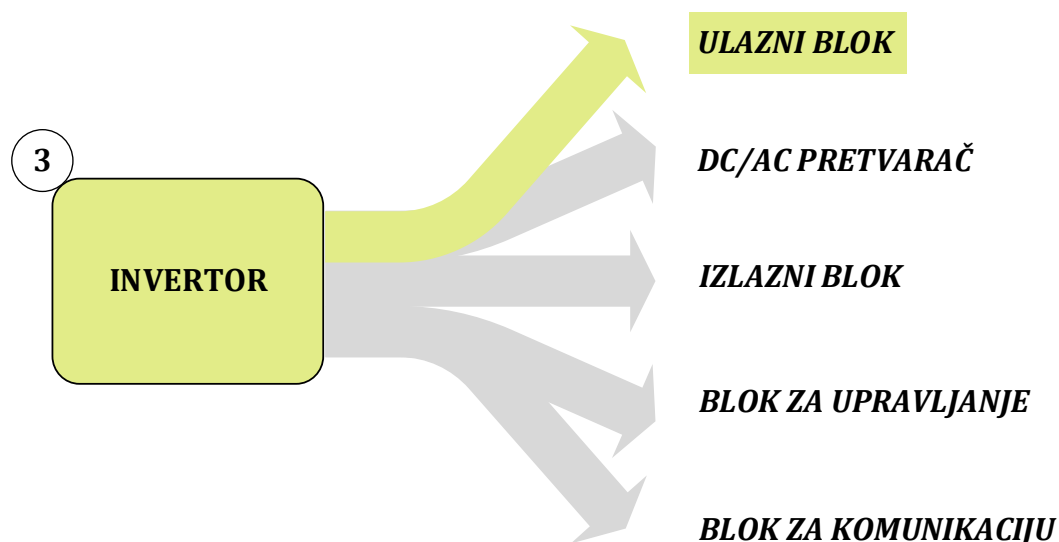 ULAZNI BLOK
3
DC/AC PRETVARAČ
INVERTOR
IZLAZNI BLOK
BLOK ZA UPRAVLJANJE
BLOK ZA KOMUNIKACIJU